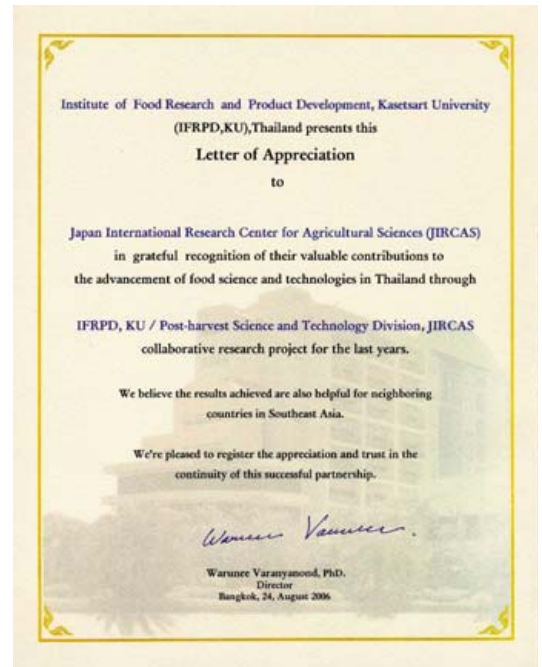 Institute of Food Research and Product Development, Kasetsart University
(IFRPD,KU),Thailand presents this
Letter of Appreciation
to
Japan International Research Center for Agricultural Sciences (JIRCAS)
in grateful recognition of their valuable contributions to
the advancement of food science and technologies in Thailand through
IFRPD, KU / Post-harvest Science and Technology Division, JIRCAS
collaborative research project for the last years.
We believe the results achieved are also helpful for neighboring
countries in Southeast Asia.
We're pleased to register the appreciation and trust in the
continuity of this successful partnership.
Warunee Varanyanond, PhD.
Director
Bangkok, 24, August 2006